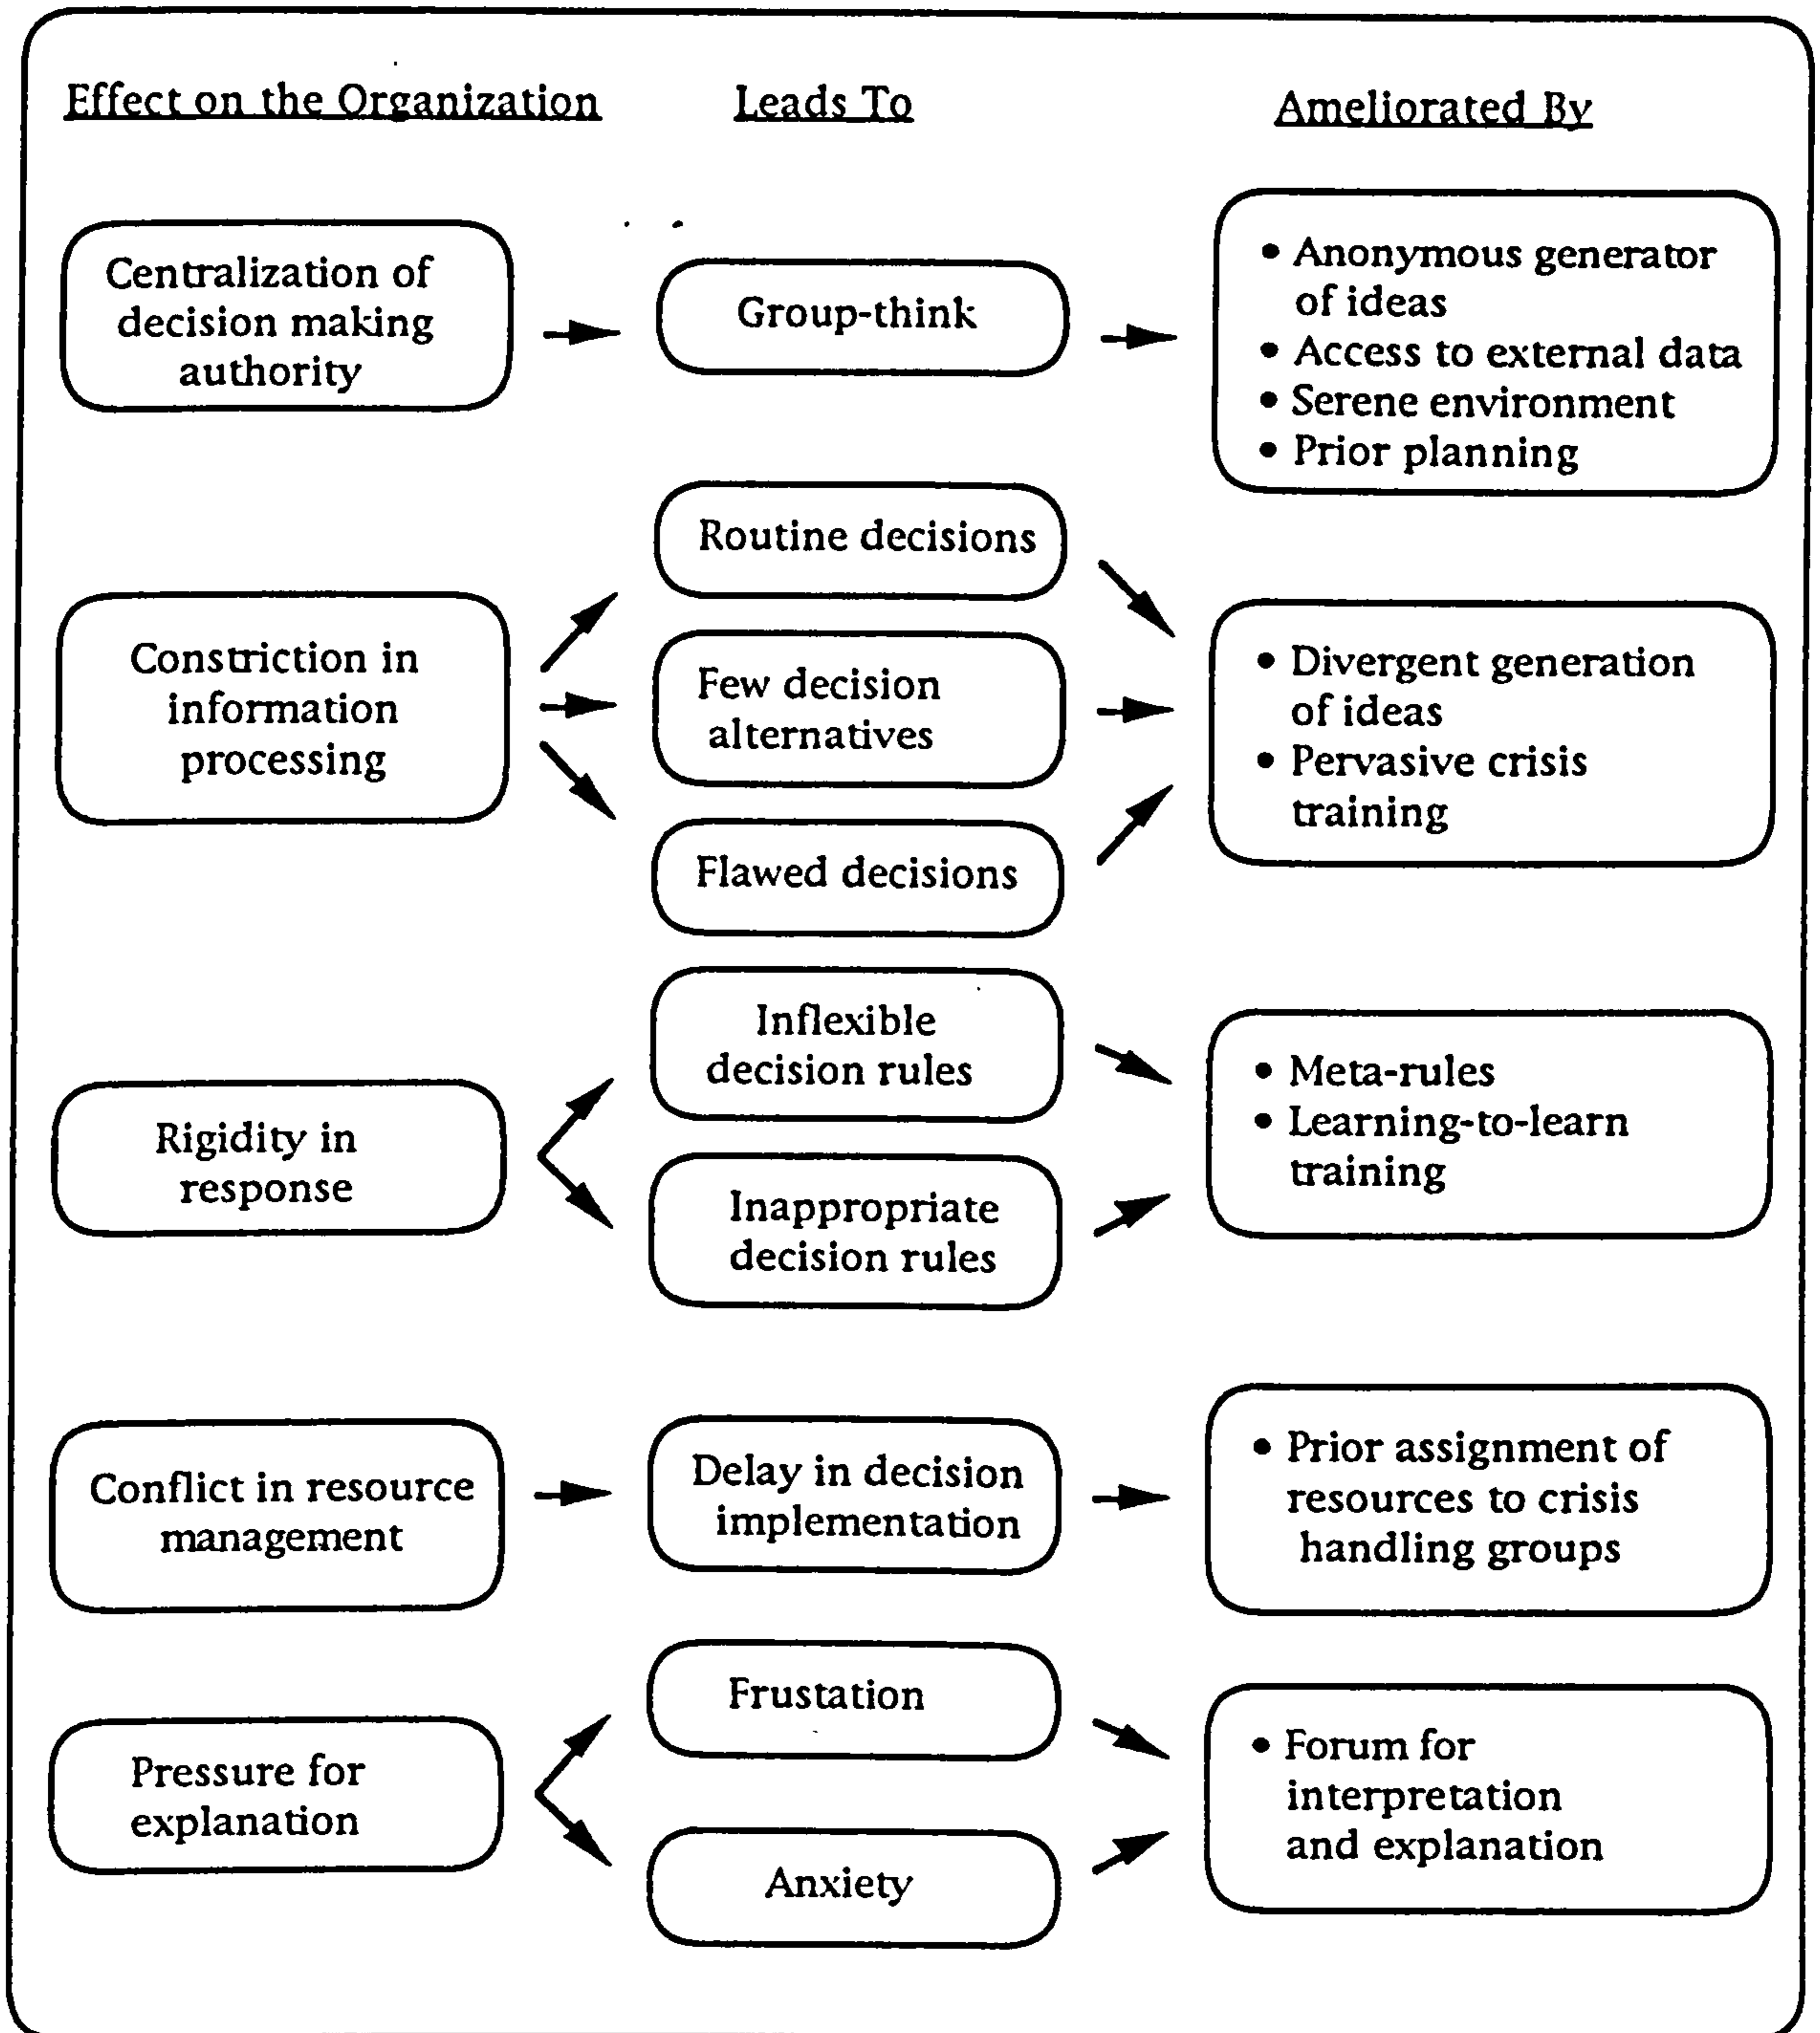 Effect on the Organization
Leads To
Ameliorated By
Centralization of
decision making
authority
Group-think
• Anonymous generator
of ideas
• Access to external data
• Serene environment
• Prior planning
Constriction in
information
processing
Routine decisions
Few decision
alternatives
Flawed decisions
• Divergent generation
of ideas
• Pervasive crisis
training
Rigidity in
response
Inflexible
decision rules
Inappropriate
decision rules
• Meta-rules
• Learning-to-learn
training
Conflict in resource
management
Delay in decision
implementation
• Prior assignment of
resources to crisis
handling groups
Pressure for
explanation
Frustation
Anxiety
• Forum for
interpretation
and explanation